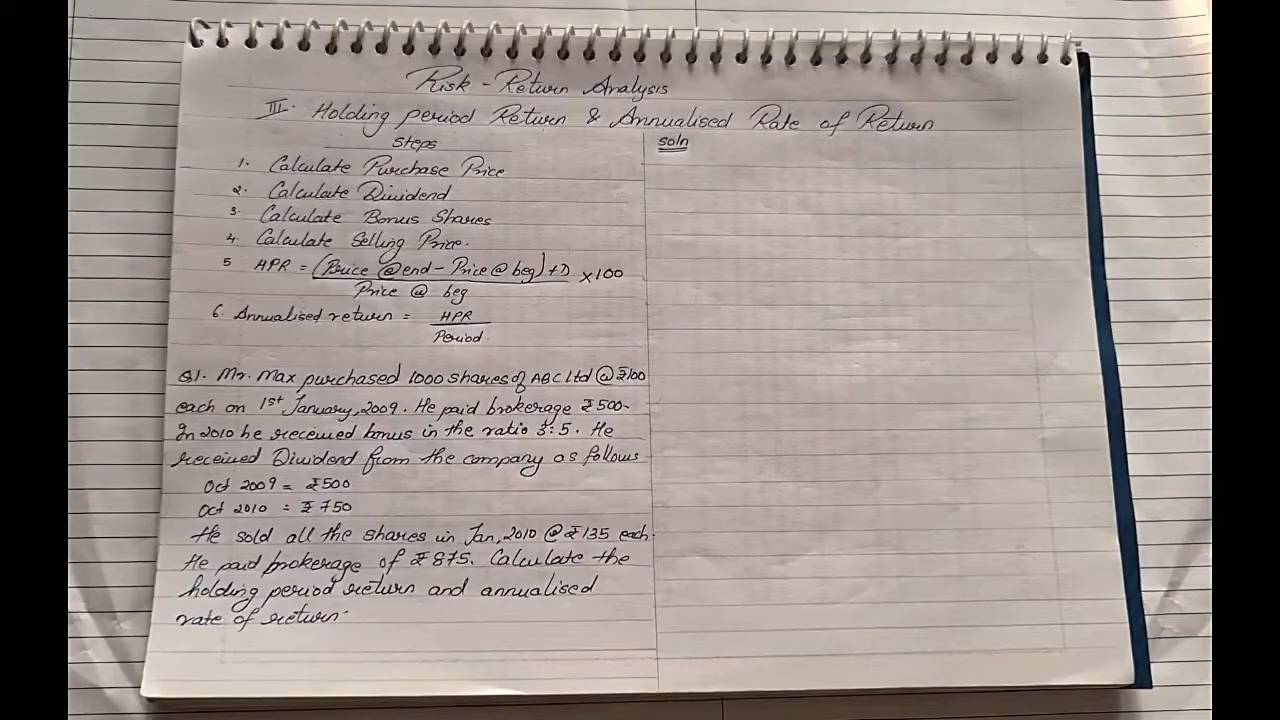 Risk - Return Analysis
III. Holding period Return & Annualised Rate of Return
Steps
1. Calculate Purchase Price
2. Calculate Dividend
3. Calculate Bonus Shares
4. Calculate Selling Price.
5 HPR = (Price @end - Price @ beg) + D × 100
Price @ beg
6. Annualised return = HPR
Period.
Q1. Mr. Max purchased 1000 shares of ABC Ltd @ ₹100
each on 1st January, 2009. He paid brokerage ₹500.
In 2010 he received bonus in the ratio 3:5. He
received Dividend from the company as follows
Oct 2009 = ₹500
Oct 2010 = ₹750
He sold all the shares in Jan, 2010 @ ₹135 each.
He paid brokerage of ₹875. Calculate the
holding period return and annualised
rate of return.
soln